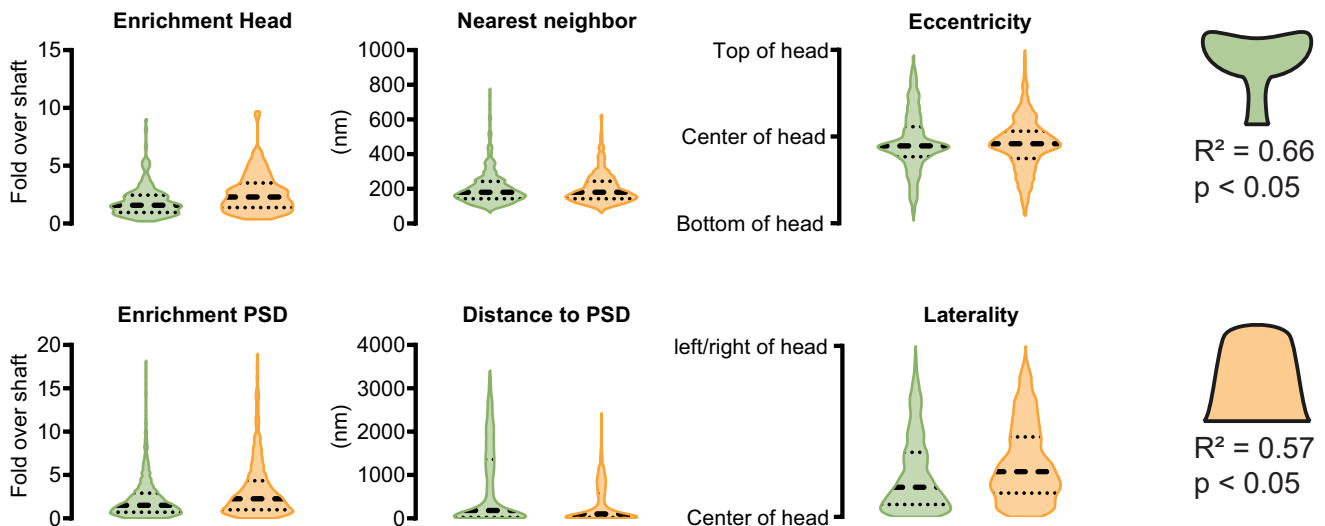 Enrichment Head
Fold over shaft
15
10
5
0
Nearest neighbor
(nm)
1000
800
600
400
200
0
Eccentricity
Top of head
Center of head
Bottom of head
R² = 0.66
p < 0.05
Enrichment PSD
Fold over shaft
20
15
10
5
0
Distance to PSD
(nm)
4000
3000
2000
1000
0
Laterality
left/right of head
Center of head
R² = 0.57
p < 0.05